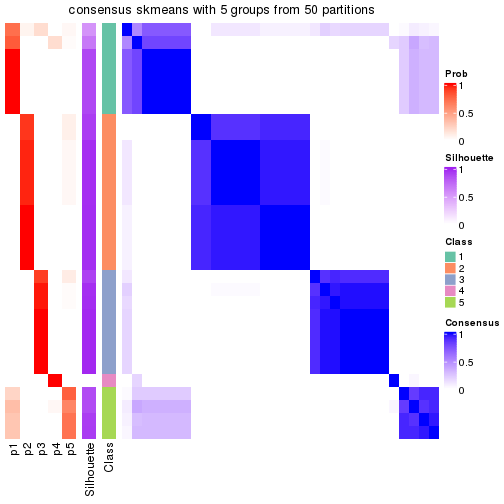 consensus skmeans with 5 groups from 50 partitions
Prob
1
0.5
0
Silhouette
1
0.5
0
Class
1
2
3
4
5
Consensus
1
0.5
0
p1
p2
p3
p4
p5
Silhouette
Class